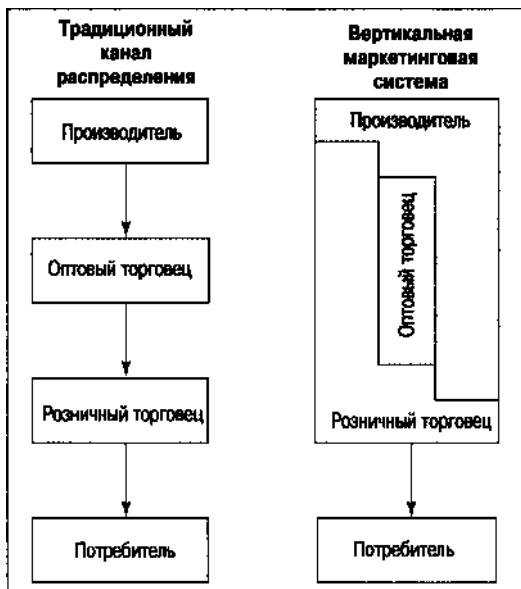 Традиционный
канал
распределения
Производитель
Оптовый торговец
Розничный торговец
Потребитель
Вертикальная
маркетинговая
система
Производитель
Оптовый торговец
Розничный торговец
Потребитель